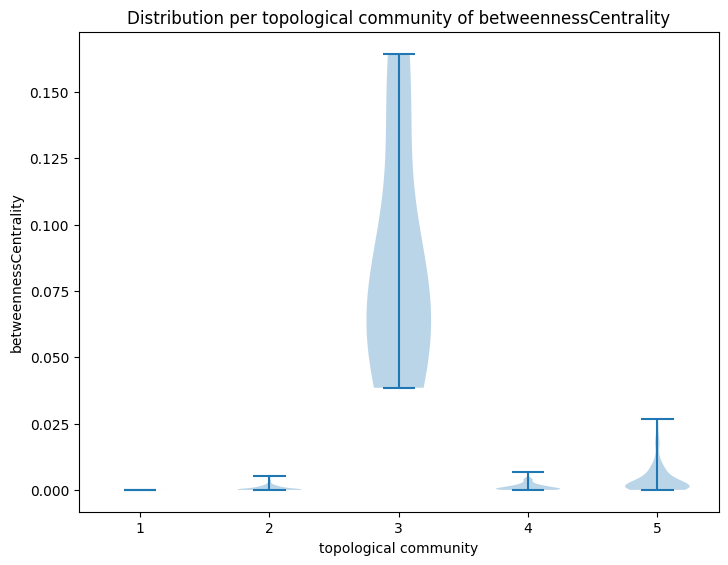 Distribution per topological community of betweennessCentrality
betweennessCentrality
0.150
0.125
0.100
0.075
0.050
0.025
0.000
1 2 3 4 5
topological community